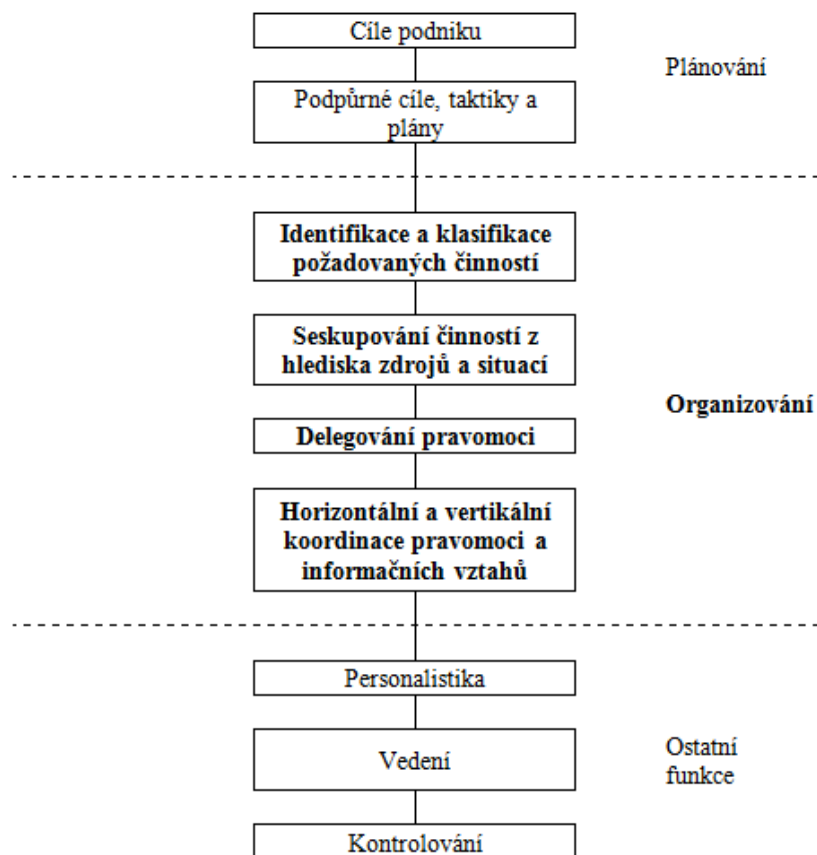 Cíle podniku
Plánování
Podpůrné cíle, taktiky a
plány
Identifikace a klasifikace
požadovaných činností
Seskupování činností z
hlediska zdrojů a situací
Organizování
Delegování pravomoci
Horizontální a vertikální
koordinace pravomoci a
informačních vztahů
Personalistika
Vedení
Ostatní
funkce
Kontrolování